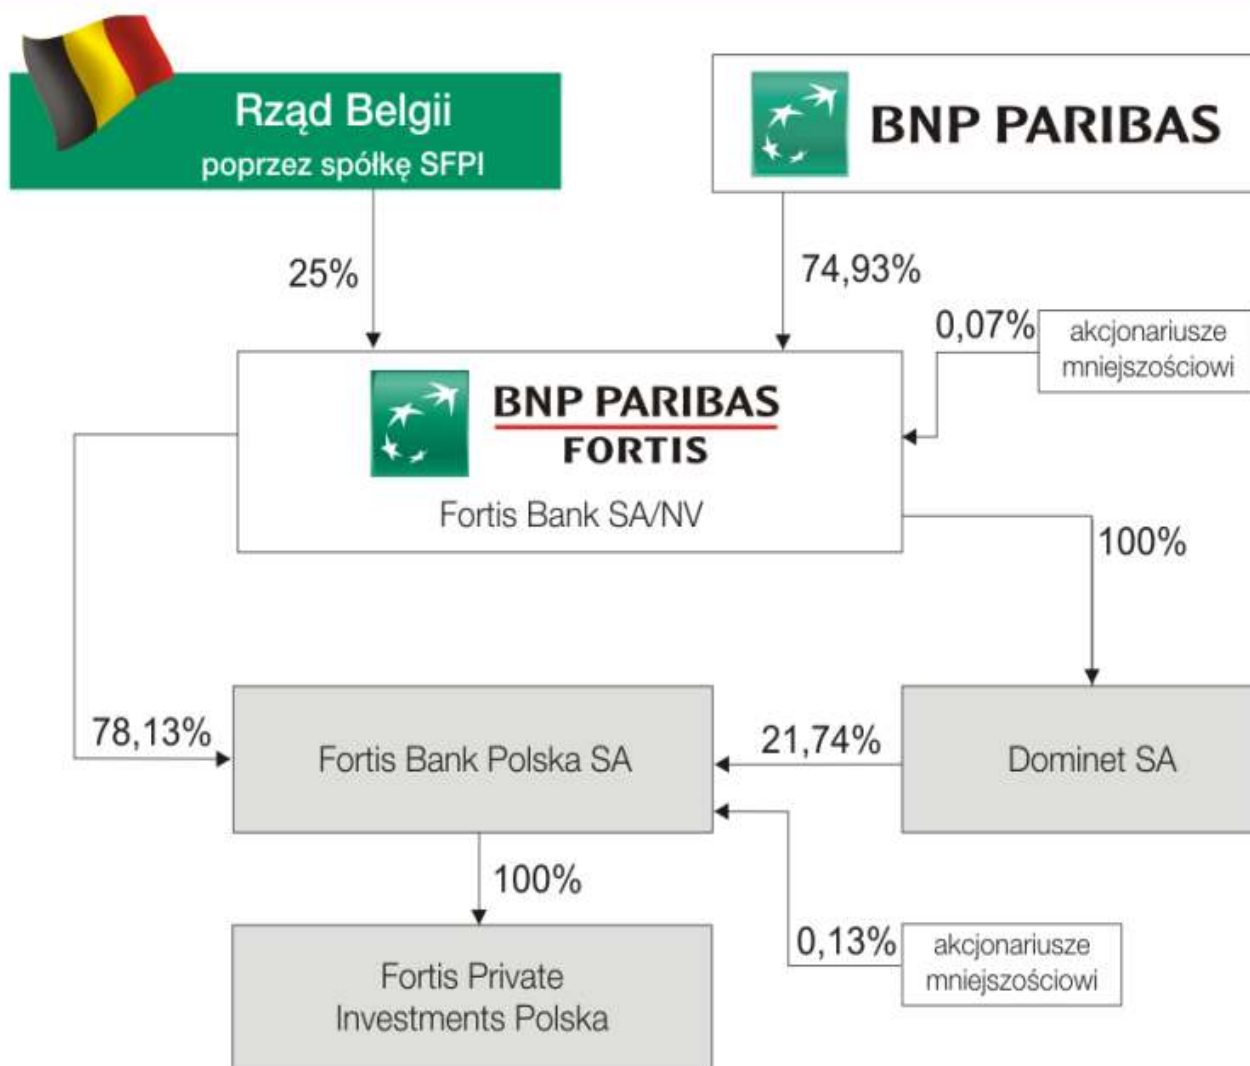 Rząd Belgii
poprzez spółkę SFPI
BNP PARIBAS
25%
74,93%
0,07%
akcjonariusze
mniejszościowi
BNP PARIBAS
FORTIS
Fortis Bank SA/NV
100%
78,13%
Fortis Bank Polska SA
21,74%
Dominet SA
100%
0,13%
akcjonariusze
mniejszościowi
Fortis Private
Investments Polska